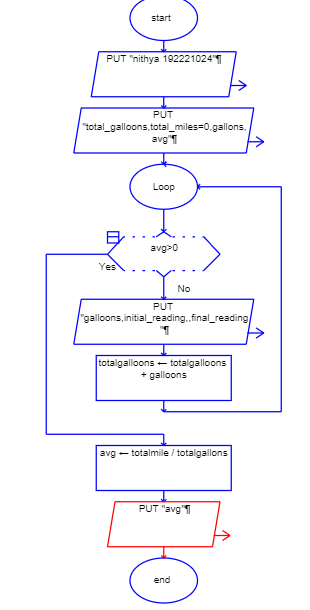 start
PUT "nithya 192221024"¶
PUT
"total_galloons,total_miles=0,gallons,
avg"¶
Loop
avg>0
Yes
No
PUT
"galloons,initial_reading,,final_reading
"¶
totalgalloons ← totalgalloons
+ galloons
avg ← totalmile / totalgallons
PUT "avg"¶
end